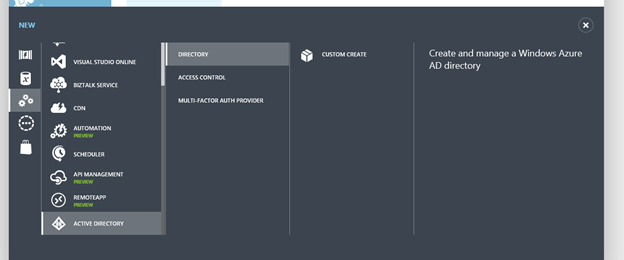 NEW
VISUAL STUDIO ONLINE
BIZTALK SERVICE
CDN
AUTOMATION
PREVIEW
SCHEDULER
API MANAGEMENT
PREVIEW
REMOTEAPP
PREVIEW
ACTIVE DIRECTORY
DIRECTORY
ACCESS CONTROL
MULTI-FACTOR AUTH PROVIDER
CUSTOM CREATE
Create and manage a Windows Azure
AD directory